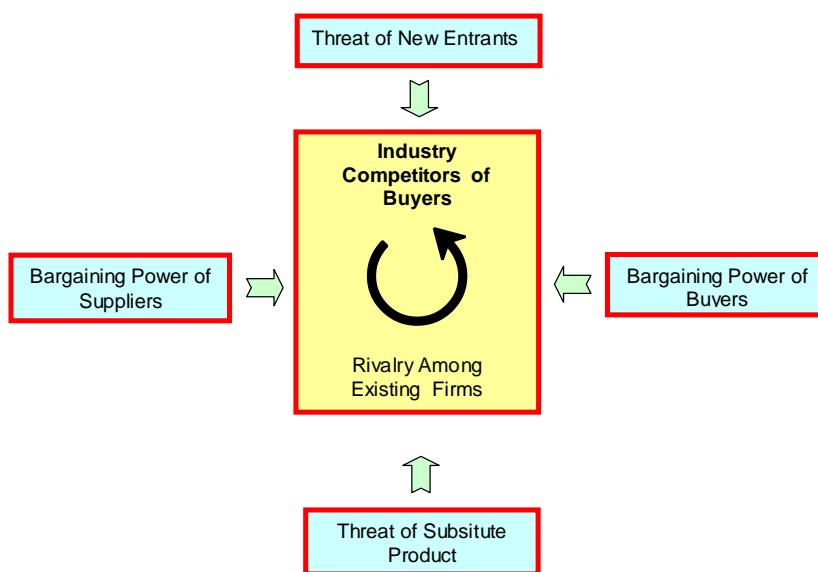 Threat of New Entrants
Industry
Competitors of
Buyers
Bargaining Power of
Suppliers
Bargaining Power of
Buyers
Rivalry Among
Existing Firms
Threat of Subsitute
Product